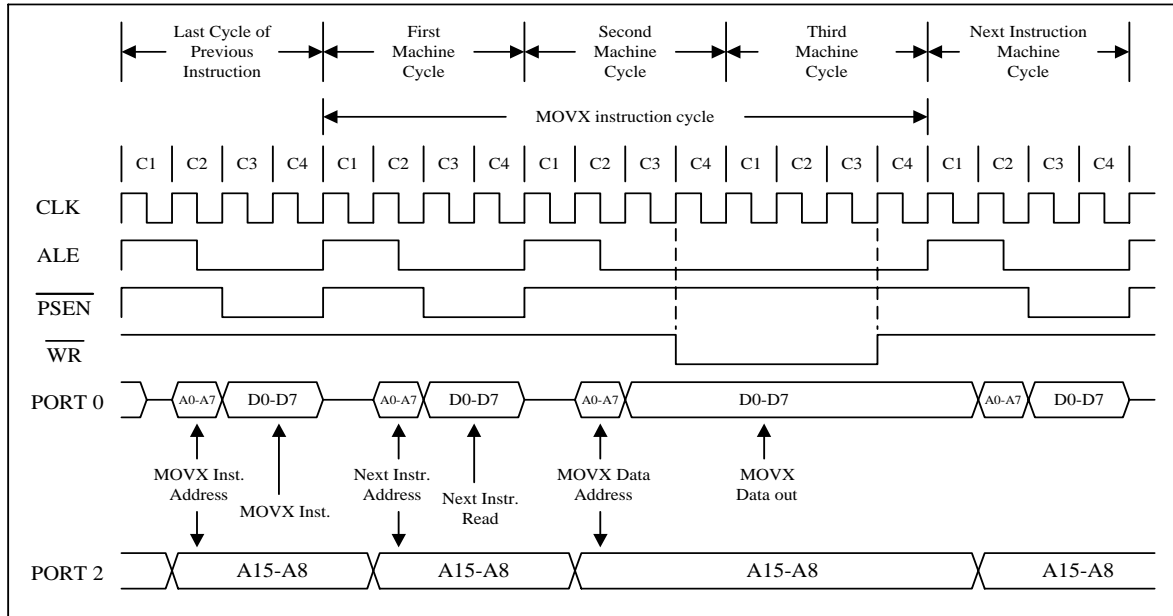 Last Cycle of
Previous
Instruction
First
Machine
Cycle
Second
Machine
Cycle
Third
Machine
Cycle
Next Instruction
Machine
Cycle
MOVX instruction cycle
C1 C2 C3 C4 C1 C2 C3 C4 C1 C2 C3 C4 C1 C2 C3 C4 C1 C2 C3 C4
CLK
ALE
PSEN
WR
PORT 0
A0-A7 D0-D7 A0-A7 D0-D7 A0-A7 D0-D7 A0-A7 D0-D7
MOVX Inst.
Address
MOVX Inst.
Next Instr.
Address
Next Instr.
Read
MOVX Data
Address
MOVX
Data out
PORT 2
A15-A8 A15-A8 A15-A8 A15-A8